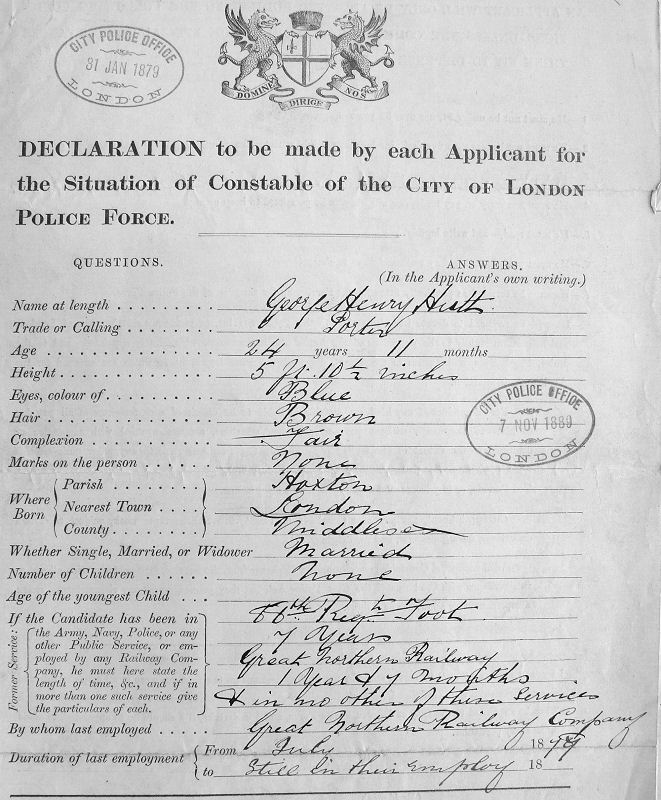 CITY POLICE OFFICE
31 JAN 1879
LONDON
DOMINE DIRIGE NOS
DECLARATION to be made by each Applicant for
the Situation of Constable of the CITY OF LONDON
POLICE FORCE.
QUESTIONS. ANSWERS.
(In the Applicant's own writing.)
Name at length George Henry Hutt
Trade or Calling Porter
Age 24 years 11 months
Height 5 ft. 10 ½ inches
Eyes, colour of Blue
Hair Brown
CITY POLICE OFFICE
7 NOV 1889
LONDON
Complexion Fair
Marks on the person None
Where Born
Parish Hoxton
Nearest Town London
County Middlesex
Whether Single, Married, or Widower Married
Number of Children None
Age of the youngest Child
Former Service:
If the Candidate has been in Regt. of Foot
the Army, Navy, Police, or any 7 Years
other Public Service, or em-
ployed by any Railway Com- Great Northern Railway
pany, he must here state the 1 Year & 7 Months
length of time, &c., and if in & in no other of these Services
more than one such service give
the particulars of each.
By whom last employed Great Northern Railway Company
Duration of last employment
From July 18
to Still in their employ 18